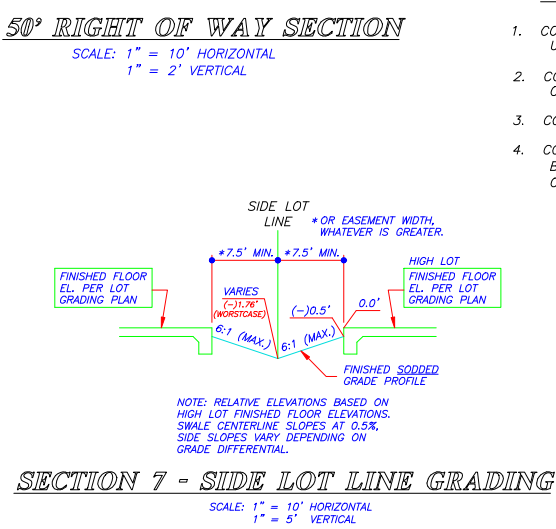 50' RIGHT OF WAY SECTION
SCALE: 1" = 10' HORIZONTAL
1" = 2' VERTICAL
1. CO
U
2. CO
C
3. CO
4. CO
B
C
SIDE LOT
LINE
* OR EASEMENT WIDTH,
WHATEVER IS GREATER.
*7.5' MIN. *7.5' MIN.
HIGH LOT
FINISHED FLOOR
EL. PER LOT
GRADING PLAN
VARIES
(-)1.76'
(WORSTCASE)
(-)0.5'
0.0'
FINISHED FLOOR
EL. PER LOT
GRADING PLAN
6:1 (MAX.)
6:1 (MAX.)
FINISHED SODDED
GRADE PROFILE
NOTE: RELATIVE ELEVATIONS BASED ON
HIGH LOT FINISHED FLOOR ELEVATIONS.
SWALE CENTERLINE SLOPES AT 0.5%,
SIDE SLOPES VARY DEPENDING ON
GRADE DIFFERENTIAL.
SECTION 7 - SIDE LOT LINE GRADING
SCALE: 1" = 10' HORIZONTAL
1" = 5' VERTICAL